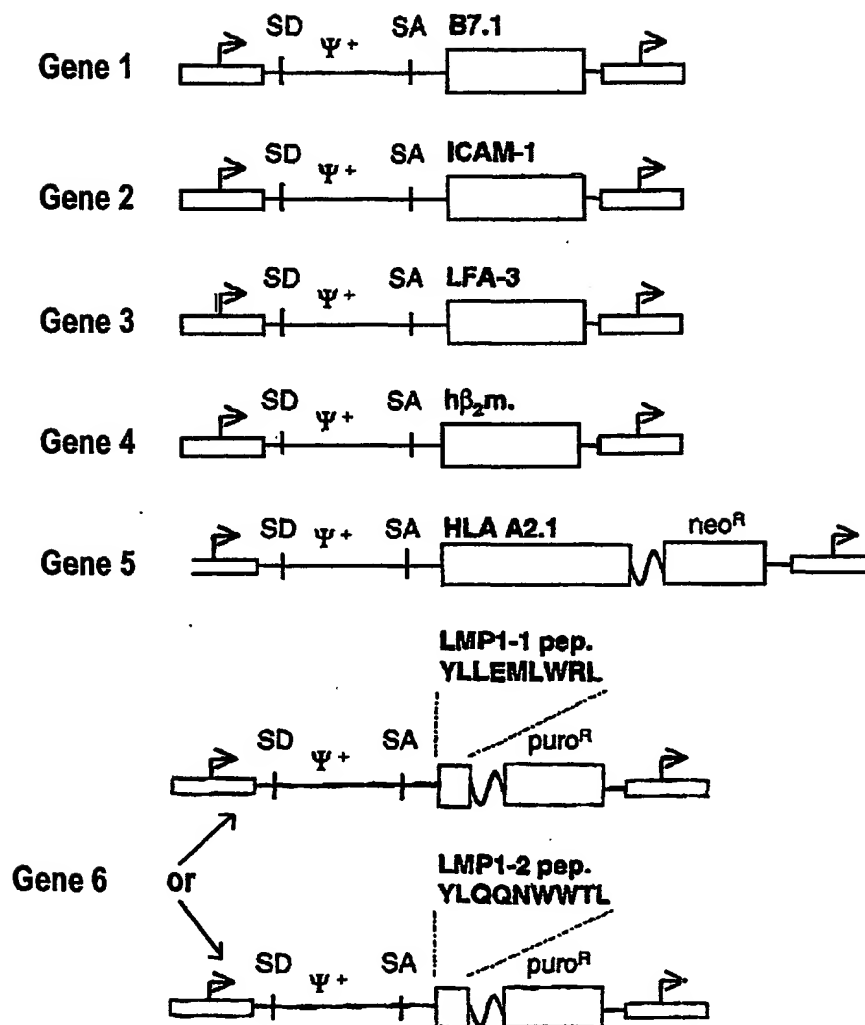 SD Ψ+ SA B7.1
Gene 1
SD Ψ+ SA ICAM-1
Gene 2
SD Ψ+ SA LFA-3
Gene 3
SD Ψ+ SA hβ₂m.
Gene 4
SD Ψ+ SA HLA A2.1 neoᴿ
Gene 5
LMP1-1 pep.
YLLEMLWRL
SD Ψ+ SA puroᴿ
Gene 6 or
LMP1-2 pep.
YLQQNWWTL
SD Ψ+ SA puroᴿ